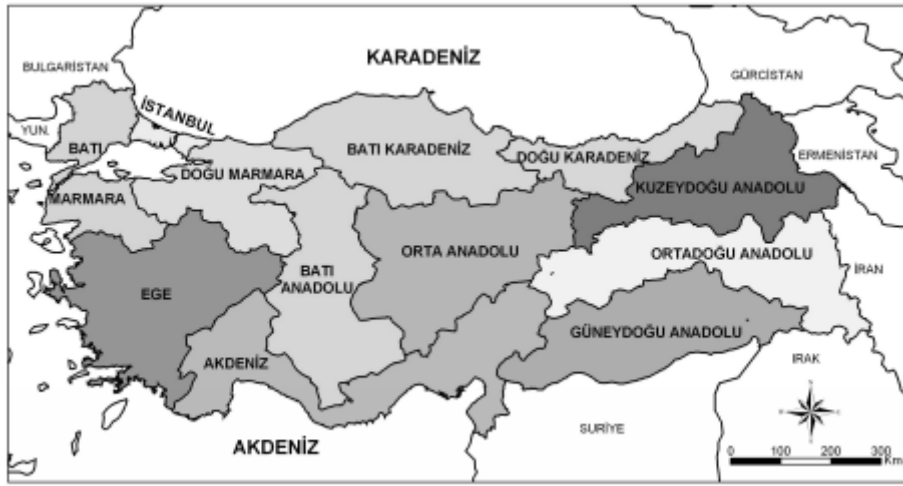 KARADENİZ
BULGARİSTAN
GÜRCİSTAN
İSTANBUL
YUN.
BATI
BATI KARADENİZ
DOĞU KARADENİZ
ERMENİSTAN
DOĞU MARMARA
KUZEYDOĞU ANADOLU
MARMARA
ORTA ANADOLU
ORTADOĞU ANADOLU
BATI
ANADOLU
İRAN
EGE
GÜNEYDOĞU ANADOLU
AKDENİZ
IRAK
SURİYE
AKDENİZ
0 100 200 300
Km